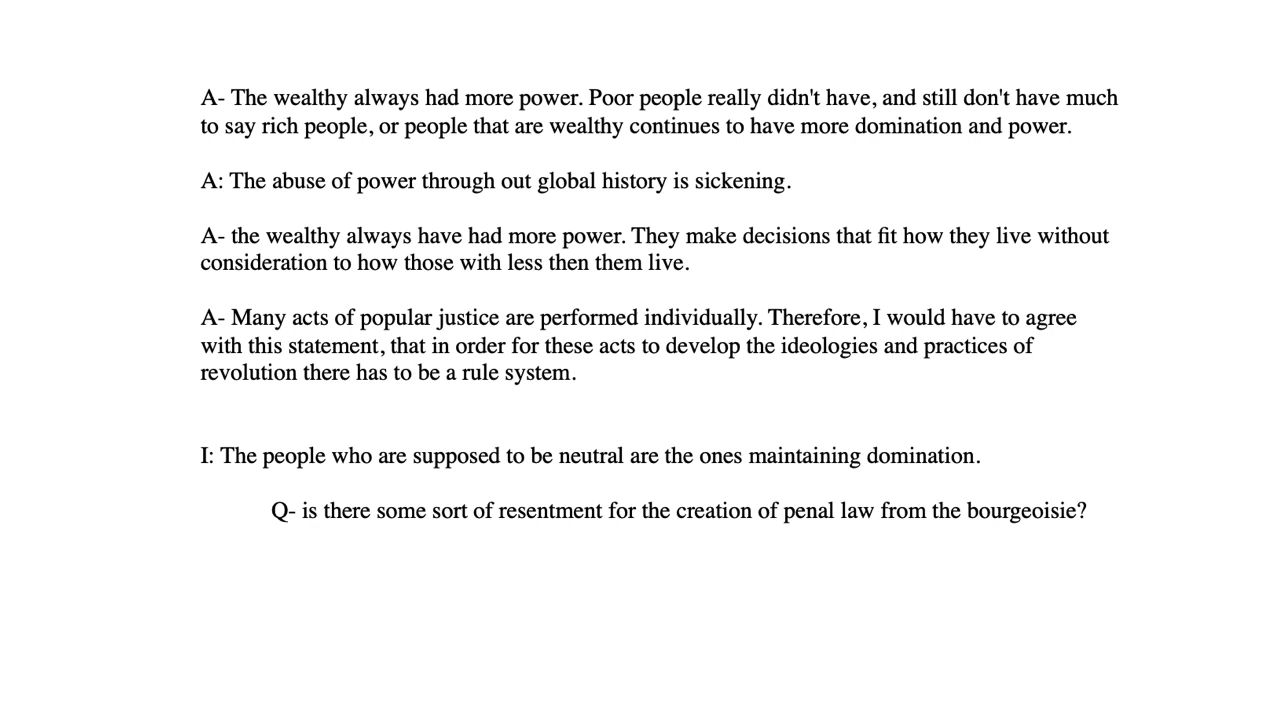 A- The wealthy always had more power. Poor people really didn't have, and still don't have much
to say rich people, or people that are wealthy continues to have more domination and power.
A: The abuse of power through out global history is sickening.
A- the wealthy always have had more power. They make decisions that fit how they live without
consideration to how those with less then them live.
A- Many acts of popular justice are performed individually. Therefore, I would have to agree
with this statement, that in order for these acts to develop the ideologies and practices of
revolution there has to be a rule system.
I: The people who are supposed to be neutral are the ones maintaining domination.
Q- is there some sort of resentment for the creation of penal law from the bourgeoisie?